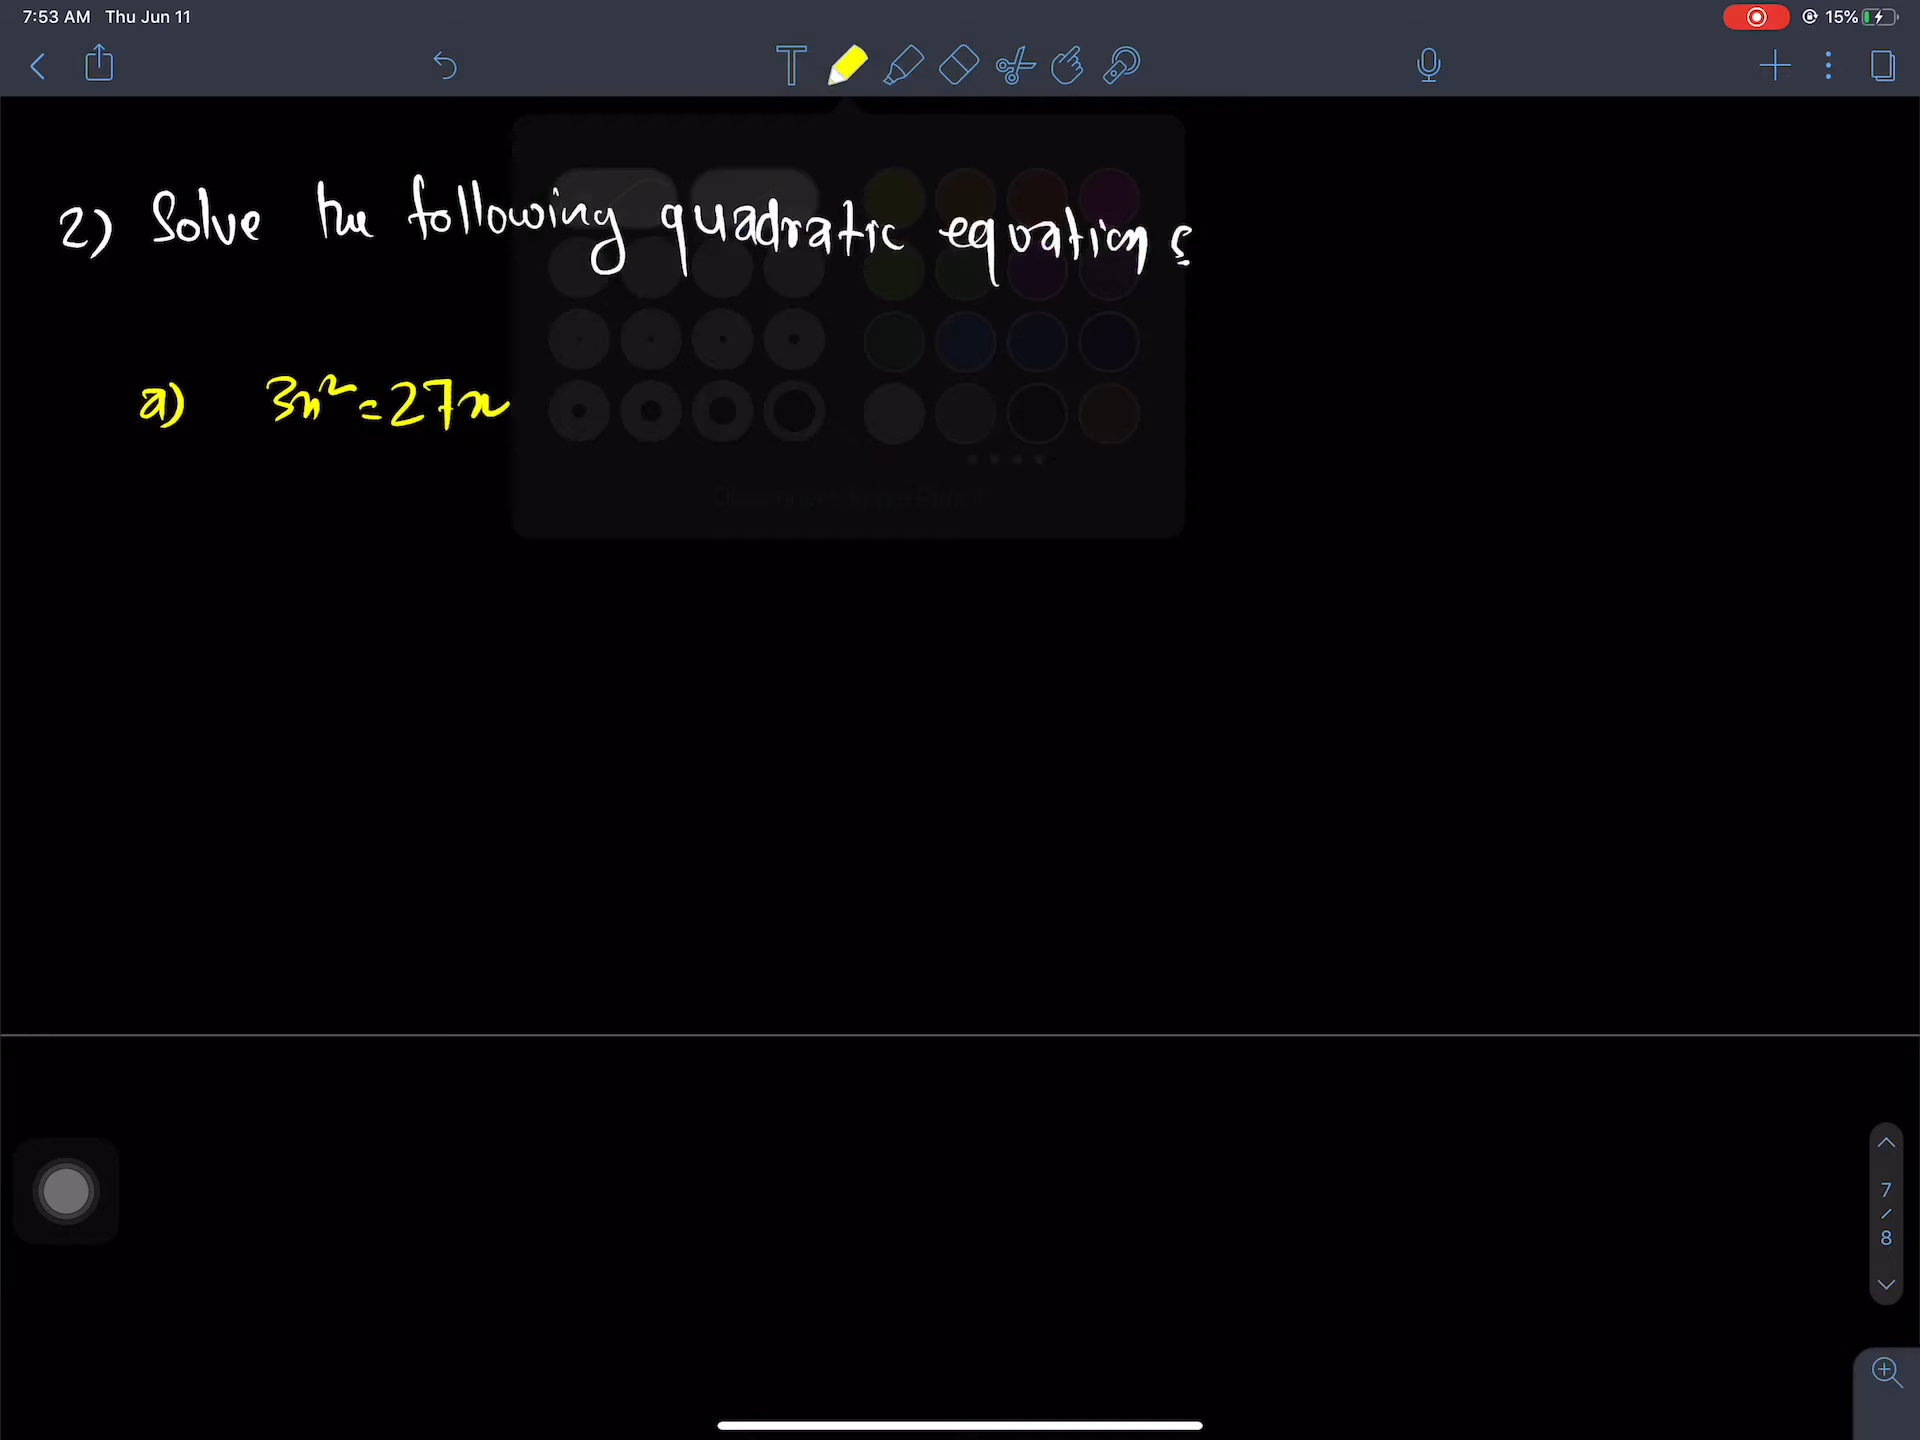 7:53 AM Thu Jun 11
15%
T
2) Solve the following quadratic equations
a) 3x² = 27x
7
/
8